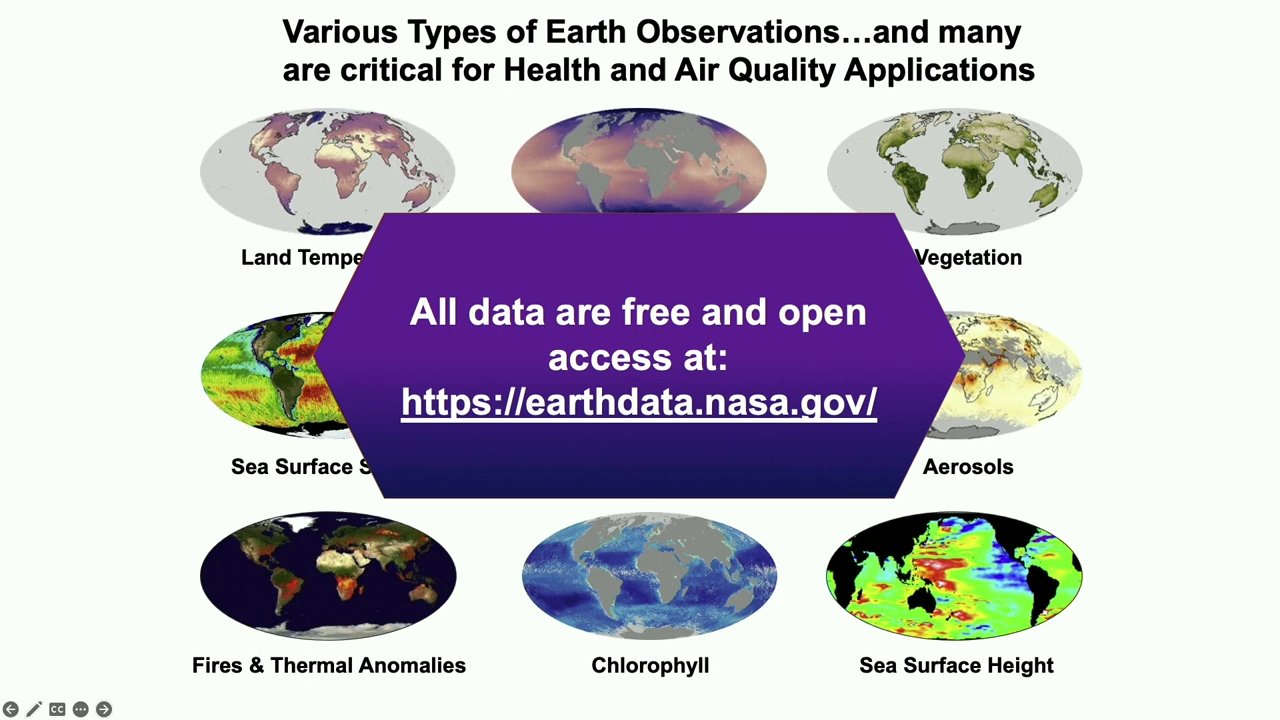 Various Types of Earth Observations…and many
are critical for Health and Air Quality Applications
Land Tempe
Vegetation
All data are free and open
access at:
https://earthdata.nasa.gov/
Sea Surface S
Aerosols
Fires & Thermal Anomalies
Chlorophyll
Sea Surface Height
CC